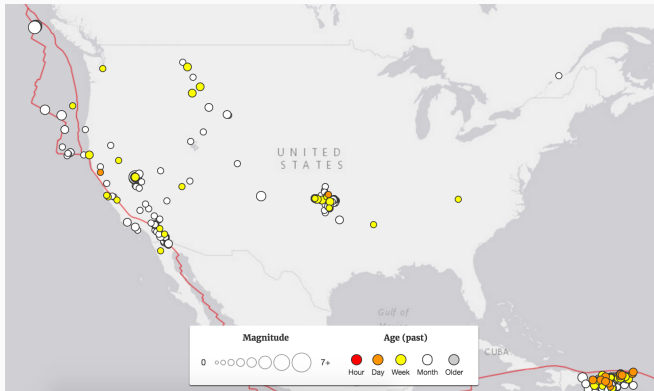 UNITED
STATES
Gulf of
CUBA
Magnitude
0 7+
Age (past)
Hour Day Week Month Older